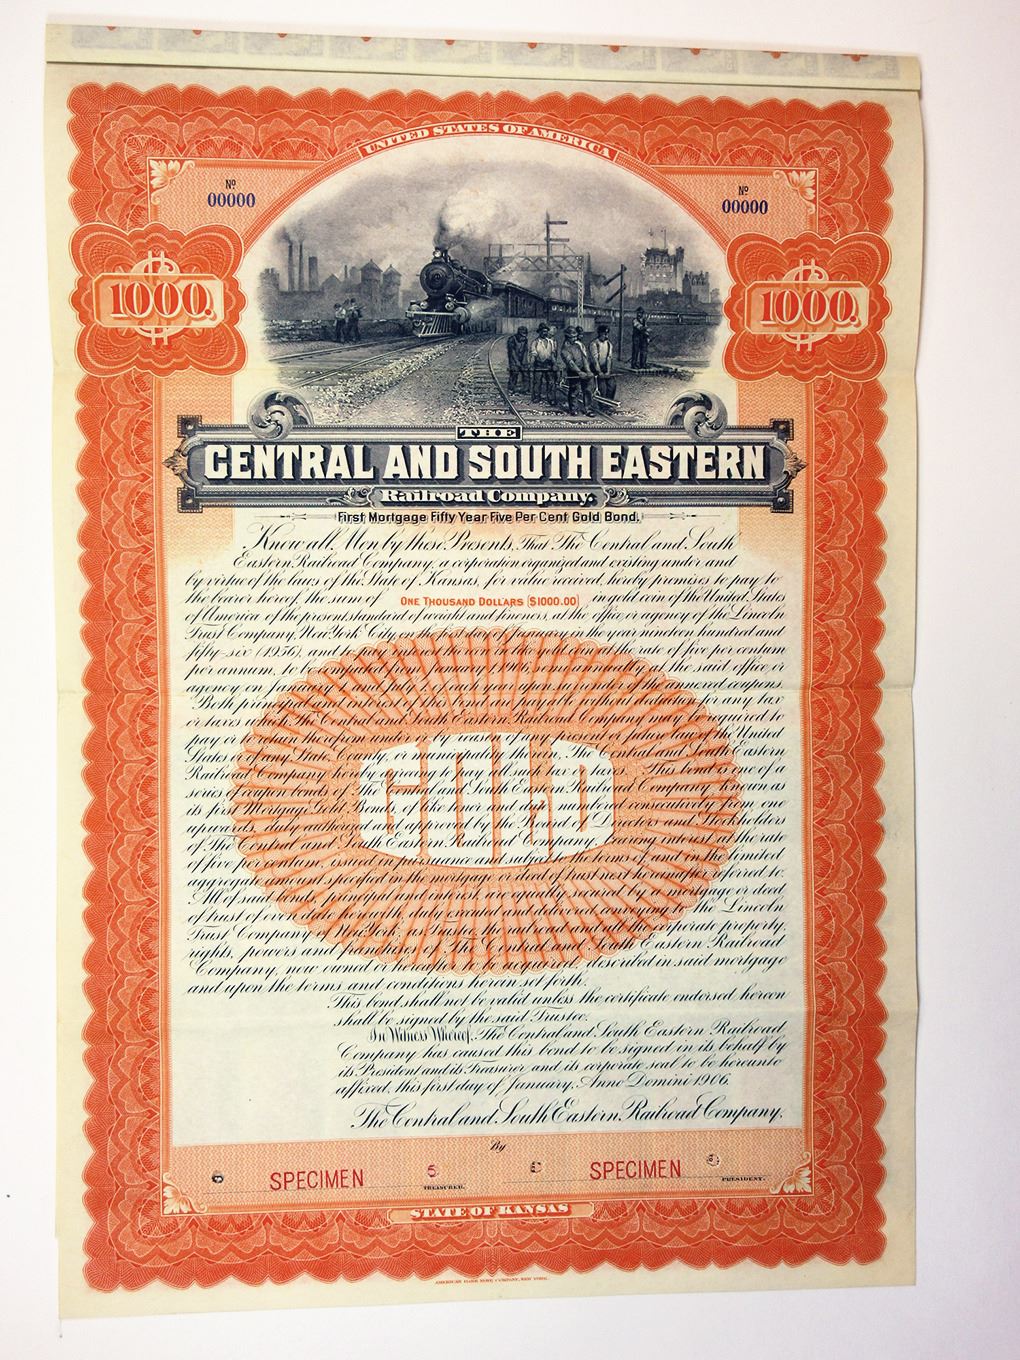 UNITED STATES OF AMERICA
No 00000
No 00000
$1000.
$1000.
THE
CENTRAL AND SOUTH EASTERN
Railroad Company.
First Mortgage Fifty Year Five Per Cent Gold Bond.
Know all Men by these Presents, That The Central and South
Eastern Railroad Company, a corporation organized and existing under and
by virtue of the laws of the State of Kansas, for value received, hereby promises to pay to
the bearer hereof, the sum of ONE THOUSAND DOLLARS ($1000.00) in gold coin of the United States
of America of the present standard of weight and fineness, at the office or agency of the Lincoln
Trust Company, New York City, on the first day of January in the year nineteen hundred and
fifty-six (1956), and to pay interest thereon in like gold coin at the rate of five per centum
per annum, to be computed from January 1, 1906, semi-annually at the said office or
agency on January 1, and July 1, of each year upon surrender of the annexed coupons.
Both principal and interest of this bond are payable without deduction for any tax
or taxes which The Central and South Eastern Railroad Company may be required to
pay or to retain therefrom under or by reason of any present or future law of the United
States or of any State, County, or municipality therein, The Central and South Eastern
Railroad Company hereby agreeing to pay all such tax or taxes. This bond is one of a
series of coupon bonds of The Central and South Eastern Railroad Company, known as
its first Mortgage Gold Bonds, of like tenor and date, numbered consecutively from one
upwards, duly authorized and approved by the Board of Directors and Stockholders
of The Central and South Eastern Railroad Company bearing interest at the rate
of five per centum, issued in pursuance and subject to the terms of, and in the limited
aggregate amount specified in the mortgage or deed of trust next hereinafter referred to.
All of said bonds, principal and interest, are equally secured by a mortgage or deed
of trust of even date herewith, duly executed and delivered conveying to the Lincoln
Trust Company of New York, as Trustee, the railroad and all the corporate property,
rights, powers and franchises of The Central and South Eastern Railroad
Company, now owned or hereafter to be acquired, described in said mortgage
and upon the terms and conditions herein set forth.
GOLD
This bond shall not be valid unless the certificate endorsed hereon
shall be signed by the said Trustee.
In Witness Whereof, The Central and South Eastern Railroad
Company has caused this bond to be signed in its behalf by
its President and its Treasurer and its corporate seal to be hereunto
affixed, this first day of January, Anno Domini 1906.
The Central and South Eastern Railroad Company,
By
SPECIMEN
SPECIMEN
TREASURER.
PRESIDENT.
STATE OF KANSAS
AMERICAN BANK NOTE COMPANY, NEW YORK.